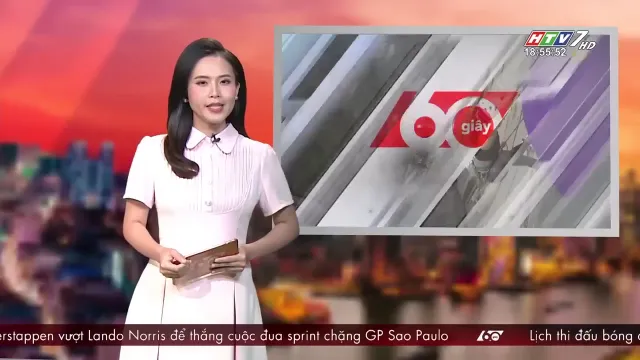 HTV7 HD
18:55:52
60 giây
erstappen vượt Lando Norris để thắng cuộc đua sprint chặng GP Sao Paulo 60 Lịch thi đấu bóng